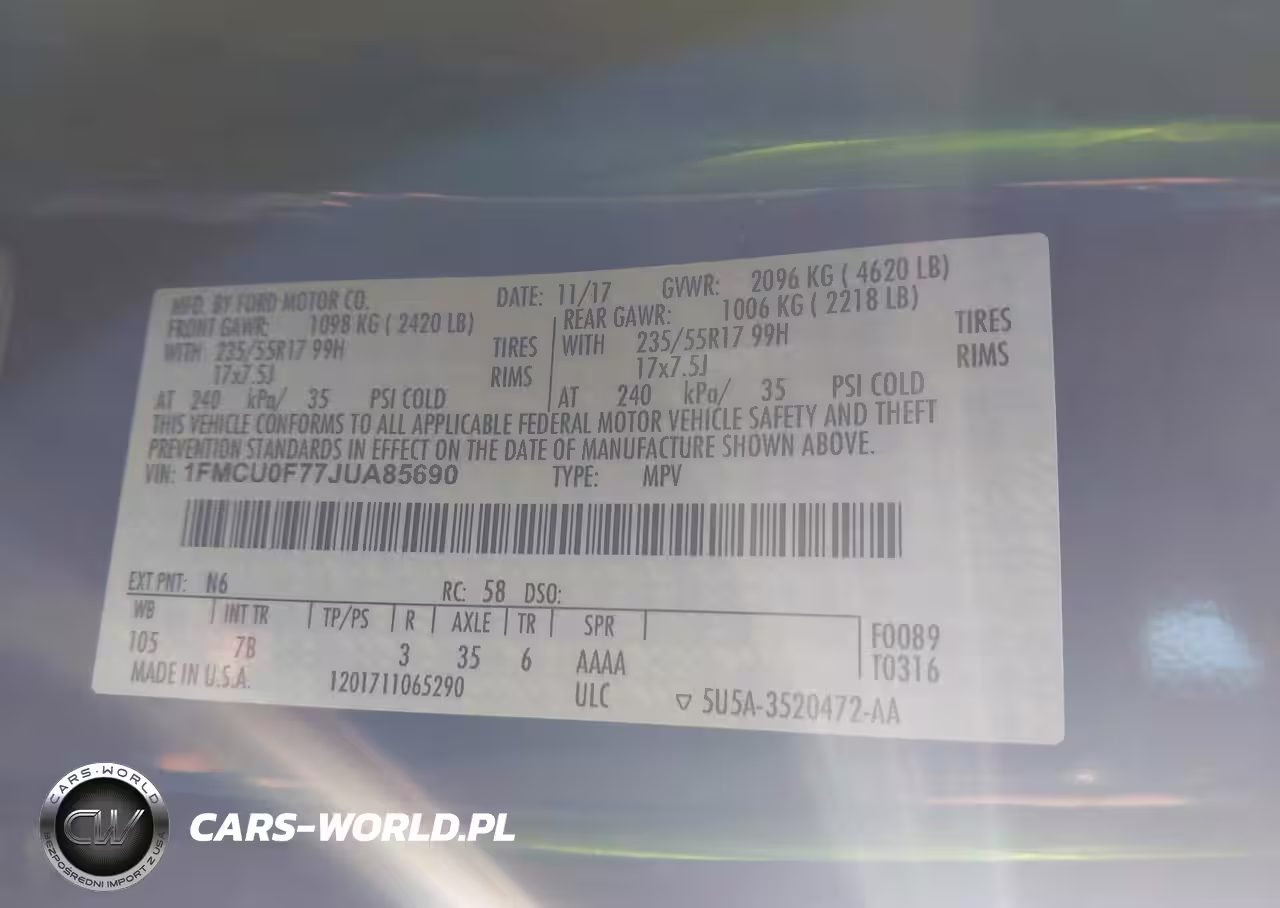 MFD. BY FORD MOTOR CO. DATE: 11/17 GVWR: 2096 KG ( 4620 LB)
FRONT GAWR: 1098 KG ( 2420 LB) REAR GAWR: 1006 KG ( 2218 LB)
WITH 235/55R17 99H TIRES WITH 235/55R17 99H TIRES
17x7.5J RIMS 17x7.5J RIMS
AT 240 kPa/ 35 PSI COLD AT 240 kPa/ 35 PSI COLD
THIS VEHICLE CONFORMS TO ALL APPLICABLE FEDERAL MOTOR VEHICLE SAFETY AND THEFT
PREVENTION STANDARDS IN EFFECT ON THE DATE OF MANUFACTURE SHOWN ABOVE.
VIN: 1FMCU0F77JUA85690 TYPE: MPV
EXT PNT: N6 RC: 58 DSO:
WB INT TR TP/PS R AXLE TR SPR F0089
105 7B 3 35 6 AAAA T0316
MADE IN U.S.A. 1201711065290 ULC 5U5A-3520472-AA
CARS-WORLD
CW
BEZPOŚREDNI IMPORT Z USA
CARS-WORLD.PL